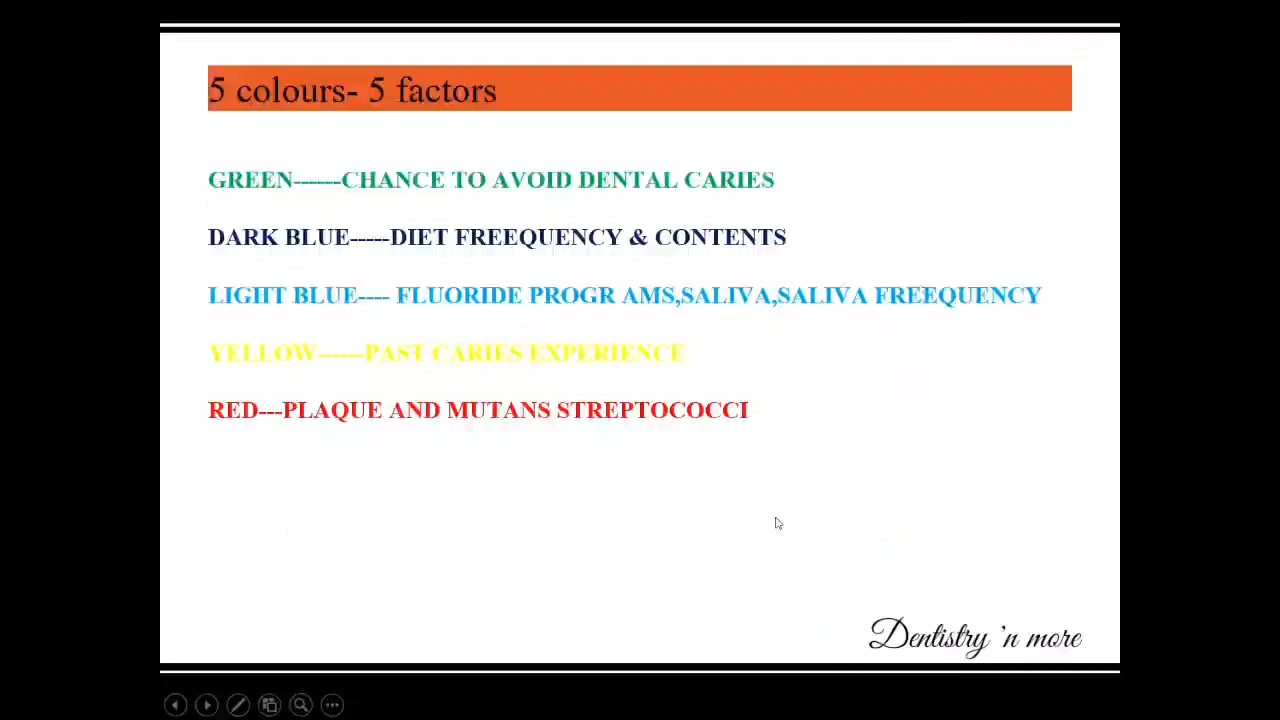 5 colours- 5 factors
GREEN------CHANCE TO AVOID DENTAL CARIES
DARK BLUE-----DIET FREEQUENCY & CONTENTS
LIGHT BLUE---- FLUORIDE PROGR AMS,SALIVA,SALIVA FREEQUENCY
YELLOW------PAST CARIES EXPERIENCE
RED---PLAQUE AND MUTANS STREPTOCOCCI
Dentistry 'n more